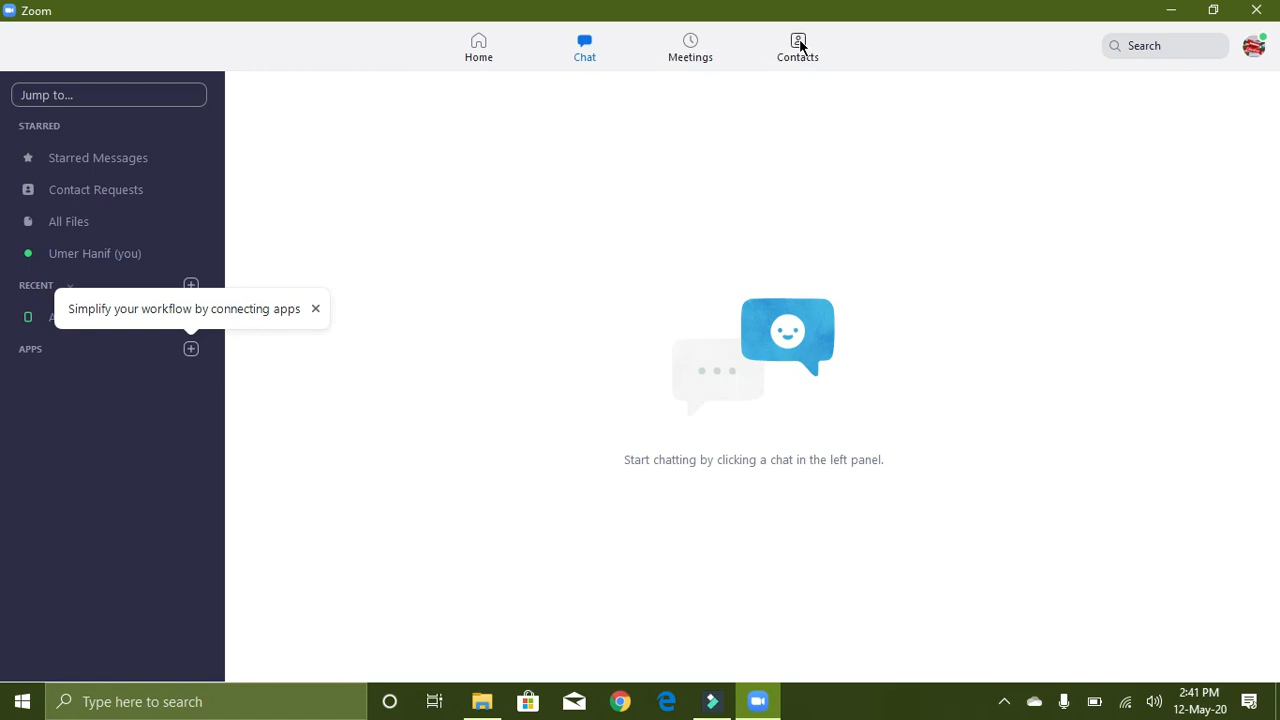 Zoom
Home
Chat
Meetings
Contacts
Search
Jump to...
STARRED
Starred Messages
Contact Requests
All Files
Umer Hanif (you)
RECENT
Simplify your workflow by connecting apps
APPS
Start chatting by clicking a chat in the left panel.
Type here to search
2:41 PM
12-May-20